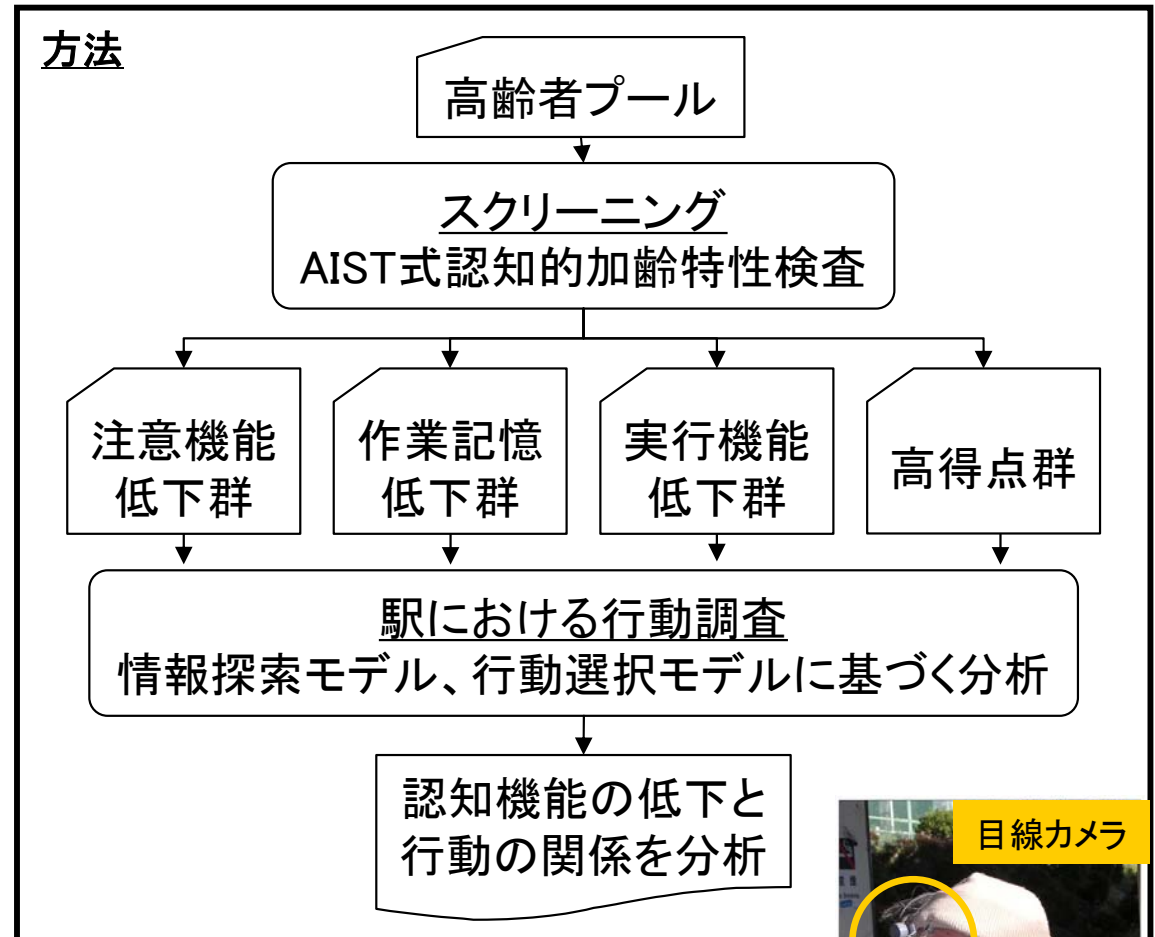 方法
高齢者プール
スクリーニング
AIST式認知的加齢特性検査
注意機能
低下群
作業記憶
低下群
実行機能
低下群
高得点群
駅における行動調査
情報探索モデル、行動選択モデルに基づく分析
認知機能の低下と
行動の関係を分析
目線カメラ